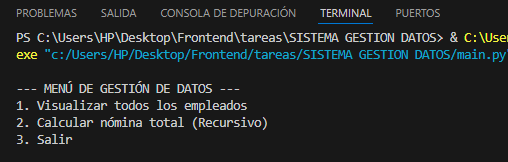 PROBLEMAS SALIDA CONSOLA DE DEPURACIÓN TERMINAL PUERTOS
PS C:\Users\HP\Desktop\Frontend\tareas\SISTEMA GESTION DATOS> & C:\User
exe "c:/Users/HP/Desktop/Frontend/tareas/SISTEMA GESTION DATOS/main.py"
--- MENÚ DE GESTIÓN DE DATOS ---
1. Visualizar todos los empleados
2. Calcular nómina total (Recursivo)
3. Salir